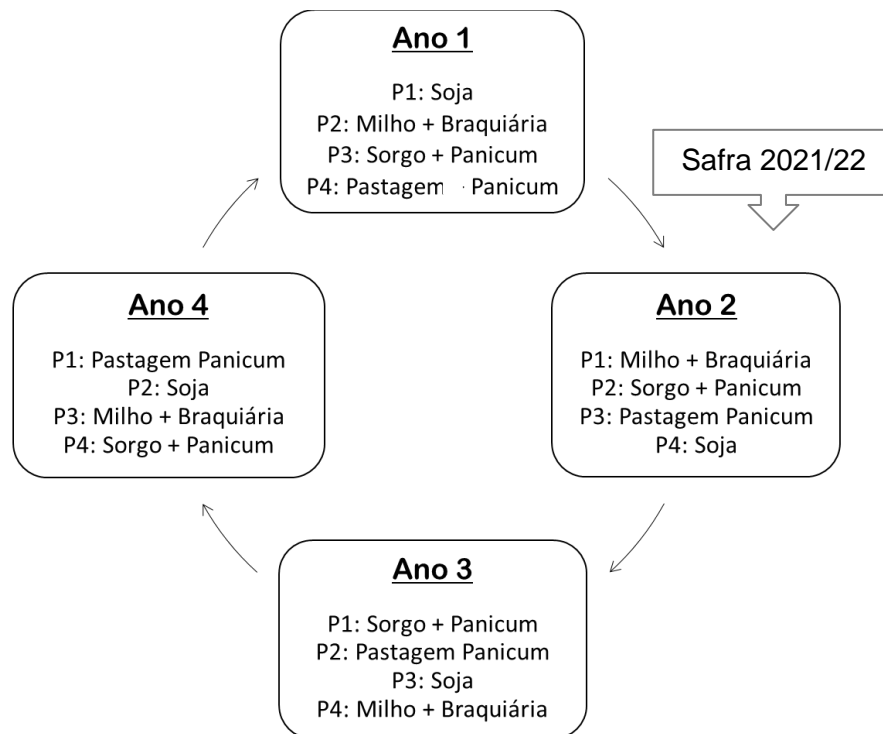 Ano 1
P1: Soja
P2: Milho + Braquiária
P3: Sorgo + Panicum
P4: Pastagem Panicum
Safra 2021/22
Ano 2
P1: Milho + Braquiária
P2: Sorgo + Panicum
P3: Pastagem Panicum
P4: Soja
Ano 3
P1: Sorgo + Panicum
P2: Pastagem Panicum
P3: Soja
P4: Milho + Braquiária
Ano 4
P1: Pastagem Panicum
P2: Soja
P3: Milho + Braquiária
P4: Sorgo + Panicum